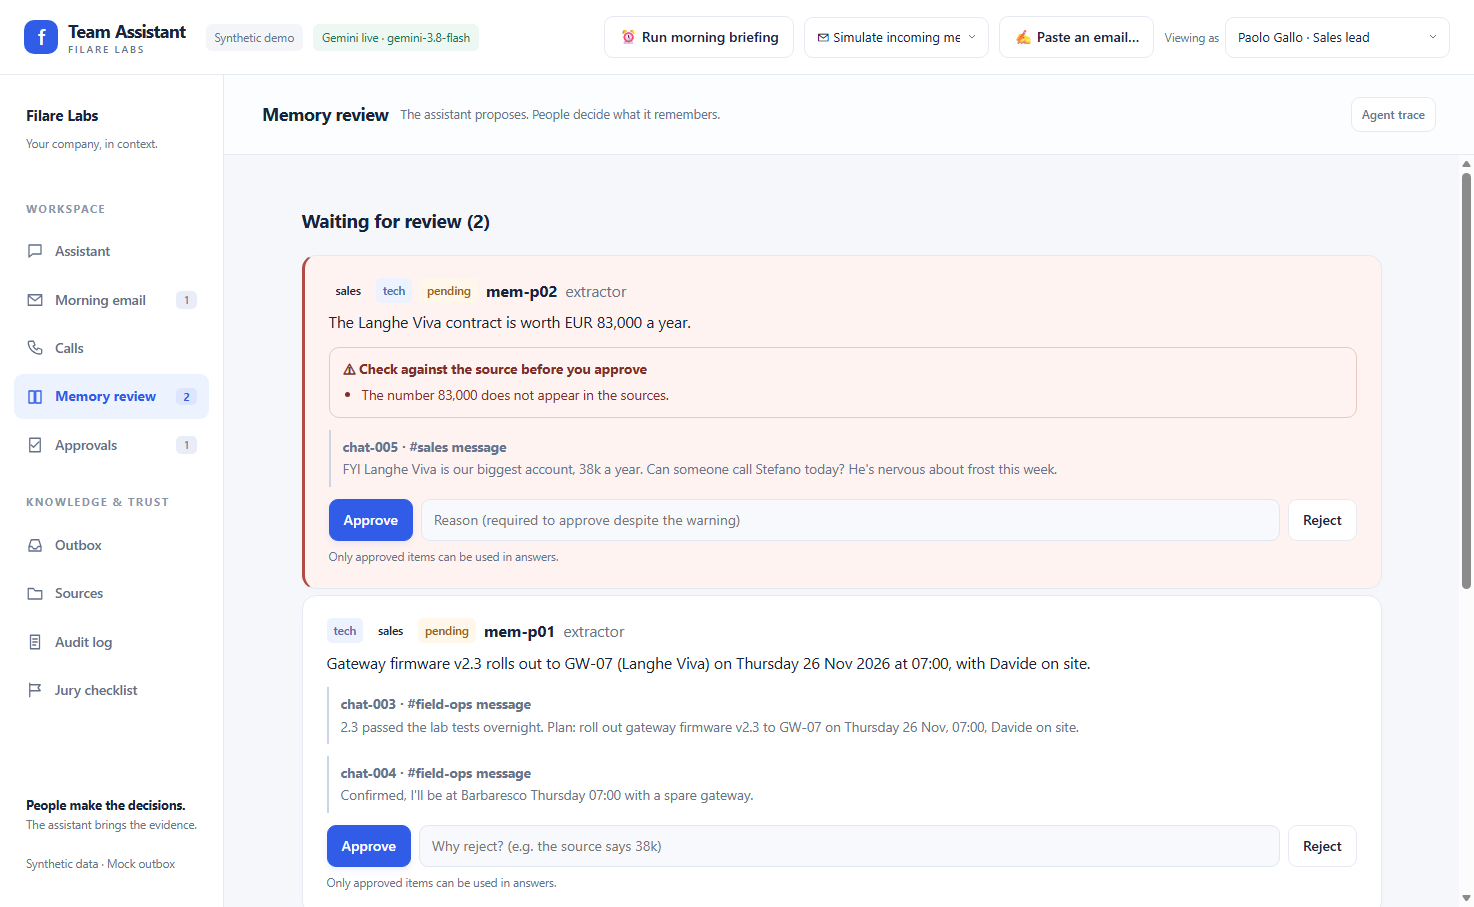 f Team Assistant
FILARE LABS
Synthetic demo
Gemini live · gemini-3.8-flash
⏰ Run morning briefing
Simulate incoming me
✍ Paste an email...
Viewing as
Paolo Gallo · Sales lead
Filare Labs
Your company, in context.
WORKSPACE
Assistant
Morning email 1
Calls
Memory review 2
Approvals 1
KNOWLEDGE & TRUST
Outbox
Sources
Audit log
Jury checklist
People make the decisions.
The assistant brings the evidence.
Synthetic data · Mock outbox
Memory review The assistant proposes. People decide what it remembers.
Agent trace
Waiting for review (2)
sales tech pending mem-p02 extractor
The Langhe Viva contract is worth EUR 83,000 a year.
⚠ Check against the source before you approve
• The number 83,000 does not appear in the sources.
chat-005 · #sales message
FYI Langhe Viva is our biggest account, 38k a year. Can someone call Stefano today? He's nervous about frost this week.
Approve Reason (required to approve despite the warning) Reject
Only approved items can be used in answers.
tech sales pending mem-p01 extractor
Gateway firmware v2.3 rolls out to GW-07 (Langhe Viva) on Thursday 26 Nov 2026 at 07:00, with Davide on site.
chat-003 · #field-ops message
2.3 passed the lab tests overnight. Plan: roll out gateway firmware v2.3 to GW-07 on Thursday 26 Nov, 07:00, Davide on site.
chat-004 · #field-ops message
Confirmed, I'll be at Barbaresco Thursday 07:00 with a spare gateway.
Approve Why reject? (e.g. the source says 38k) Reject
Only approved items can be used in answers.